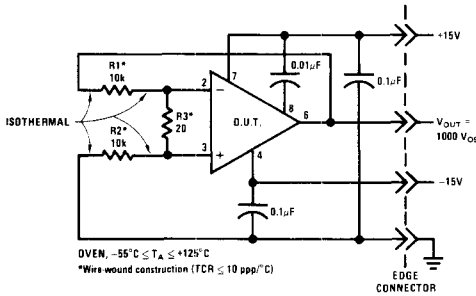 +15V
R1*
10k
2
7
0.01µF
0.1µF
8
ISOTHERMAL
R3*
20
D.U.T.
6
VOUT =
1000 VOS
R2*
10k
3
4
-15V
0.1µF
OVEN, -55°C ≤ TA ≤ +125°C
*Wire-wound construction (TCR ≤ 10 ppp/°C)
EDGE
CONNECTOR